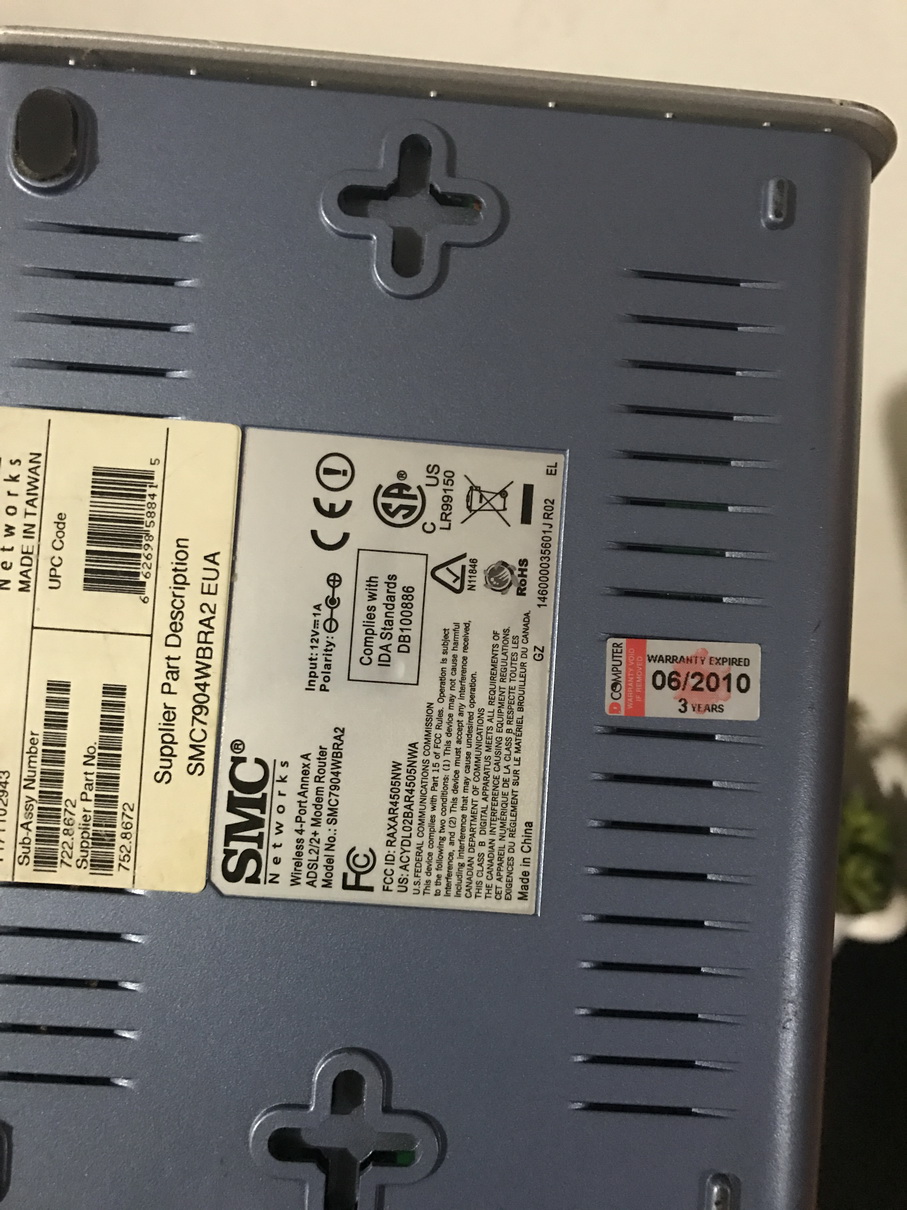 Networks
MADE IN TAIWAN
UPC Code
6 62698 58841 5
Sub-Assy Number
722.8672
Supplier Part No.
752.8672
Supplier Part Description
SMC7904WBRA2 EUA
SMC®
Networks
Wireless 4-Port Annex A
ADSL2/2+ Modem Router
Model No.: SMC7904WBRA2
Input: 12V⎓1A
Polarity:
CE
FC
Complies with
IDA Standards
DB100886
SA®
C US
LR99150
N11846
RoHS
FCC ID: RAXAR4505NW
US: ACYDL02BAR4505NWA
U.S.FEDERAL COMMUNICATIONS COMMISSION
This device complies with Part 15 of FCC Rules. Operation is subject
to the following two conditions: (1) This device may not cause harmful
interference, and (2) This device must accept any interference received,
including interference that may cause undesired operation.
CANADIAN DEPARTMENT OF COMMUNICATIONS
THIS CLASS B DIGITAL APPARATUS MEETS ALL REQUIREMENTS OF
THE CANADIAN INTERFERENCE CAUSING EQUIPMENT REGULATIONS.
CET APPAREIL NUMÉRIQUE DE LA CLASS B RESPECTE TOUTES LES
EXIGENCES DU RÉGLEMENT SUR LE MATÉRIEL BROUILLEUR DU CANADA.
Made in China
GZ
146000035601J R02
EL
COMPUTER
WARRANTY VOID
IF REMOVED
WARRANTY EXPIRED
06/2010
3 YEARS